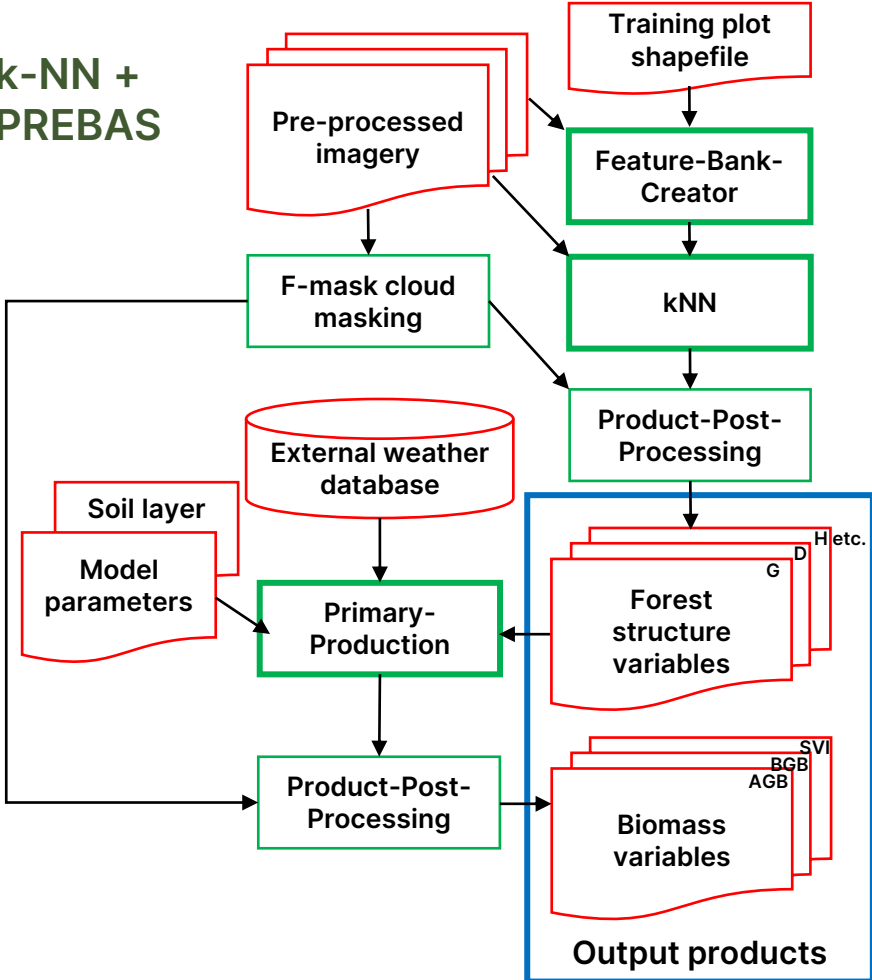 k-NN +
PREBAS
Training plot
shapefile
Pre-processed
imagery
Feature-Bank-
Creator
F-mask cloud
masking
kNN
Product-Post-
Processing
External weather
database
Soil layer
Model
parameters
Primary-
Production
H etc.
D
G
Forest
structure
variables
Product-Post-
Processing
SVI
BGB
AGB
Biomass
variables
Output products